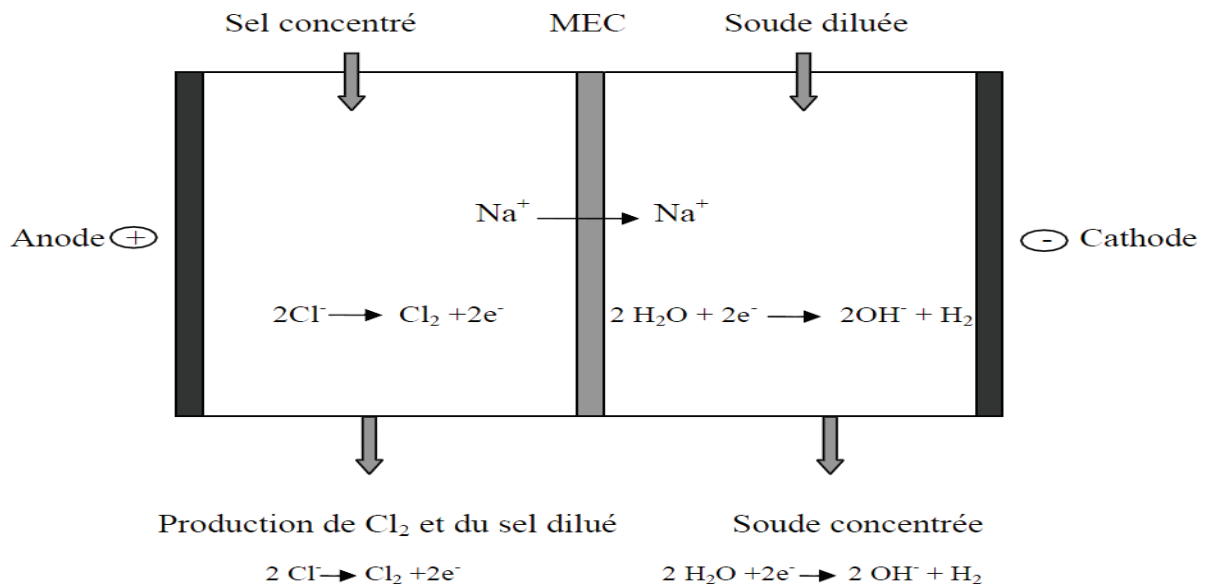 Sel concentré MEC Soude diluée
Na⁺ Na⁺
Anode + - Cathode
2Cl⁻ → Cl₂ +2e⁻ 2 H₂O + 2e⁻ → 2OH⁻ + H₂
Production de Cl₂ et du sel dilué Soude concentrée
2 Cl⁻ → Cl₂ +2e⁻ 2 H₂O +2e⁻ → 2 OH⁻ + H₂